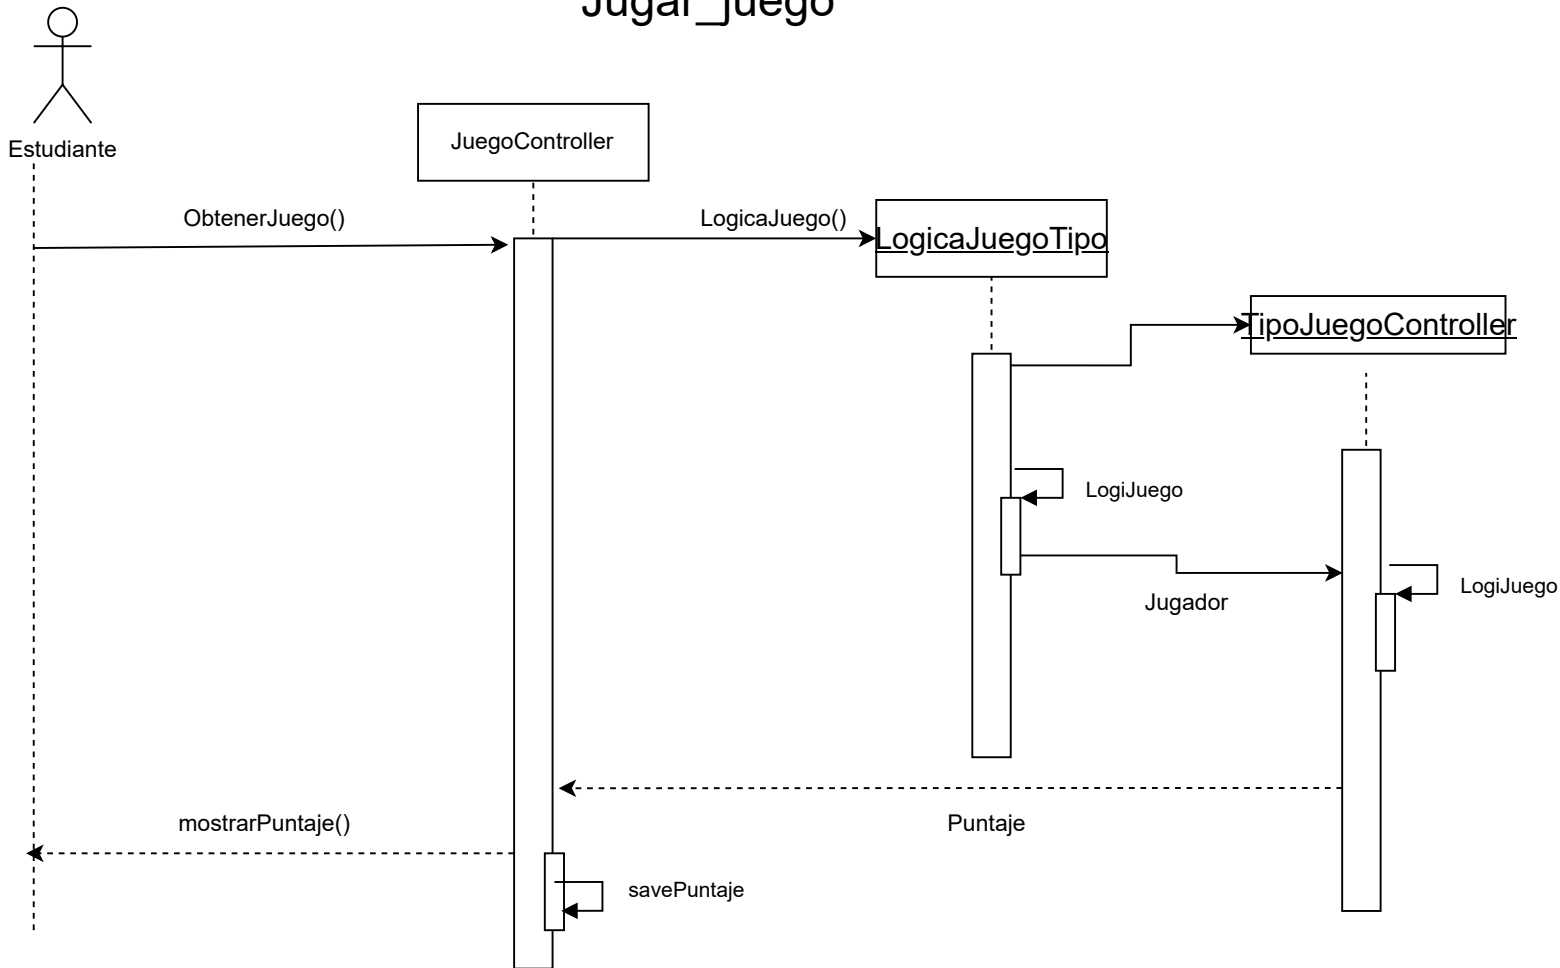 Jugar_juego
Estudiante
JuegoController
ObtenerJuego()
LogicaJuego()
LogicaJuegoTipo
TipoJuegoController
LogiJuego
LogiJuego
Jugador
Puntaje
mostrarPuntaje()
savePuntaje